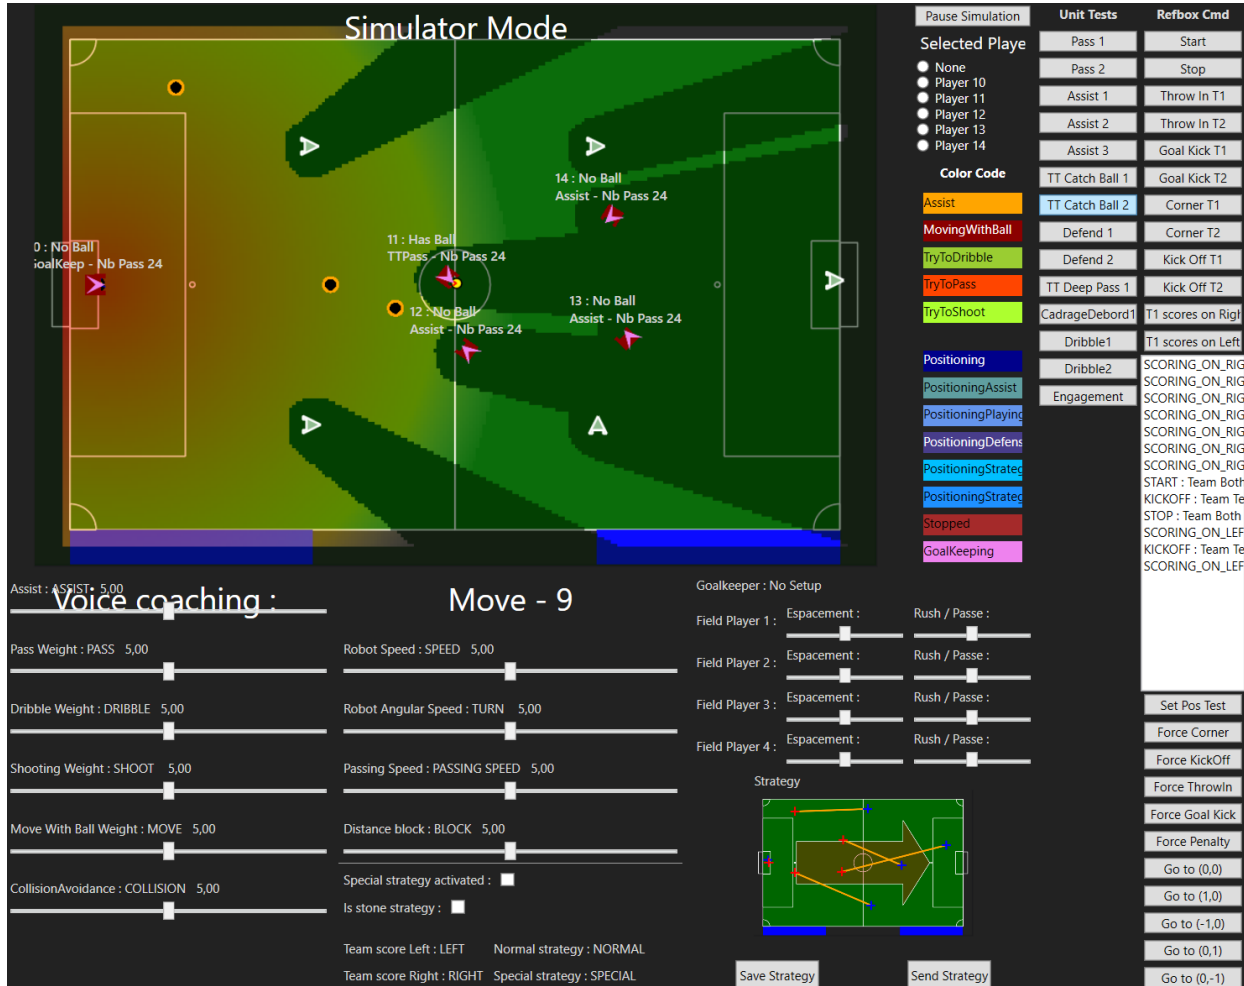 Simulator Mode
Pause Simulation
Unit Tests
Refbox Cmd
Selected Playe
None
Player 10
Player 11
Player 12
Player 13
Player 14
Color Code
Assist
MovingWithBall
TryToDribble
TryToPass
TryToShoot
Positioning
PositioningAssist
PositioningPlaying
PositioningDefens
PositioningStrateg
PositioningStrateg
Stopped
GoalKeeping
Pass 1
Pass 2
Assist 1
Assist 2
Assist 3
TT Catch Ball 1
TT Catch Ball 2
Defend 1
Defend 2
TT Deep Pass 1
CadrageDebord1
Dribble1
Dribble2
Engagement
Start
Stop
Throw In T1
Throw In T2
Goal Kick T1
Goal Kick T2
Corner T1
Corner T2
Kick Off T1
Kick Off T2
T1 scores on Righ
T1 scores on Left
SCORING_ON_RIG
SCORING_ON_RIG
SCORING_ON_RIG
SCORING_ON_RIG
SCORING_ON_RIG
SCORING_ON_RIG
SCORING_ON_RIG
START : Team Both
KICKOFF : Team Te
STOP : Team Both
SCORING_ON_LEF
KICKOFF : Team Te
SCORING_ON_LEF
Set Pos Test
Force Corner
Force KickOff
Force ThrowIn
Force Goal Kick
Force Penalty
Go to (0,0)
Go to (1,0)
Go to (-1,0)
Go to (0,1)
Go to (0,-1)
14 : No Ball
Assist - Nb Pass 24
11 : Has Ball
TTPass - Nb Pass 24
0 : No Ball
GoalKeep - Nb Pass 24
12 : No Ball
Assist - Nb Pass 24
13 : No Ball
Assist - Nb Pass 24
Assist : ASSIST 5,00
Voice coaching :
Pass Weight : PASS 5,00
Dribble Weight : DRIBBLE 5,00
Shooting Weight : SHOOT 5,00
Move With Ball Weight : MOVE 5,00
CollisionAvoidance : COLLISION 5,00
Move - 9
Robot Speed : SPEED 5,00
Robot Angular Speed : TURN 5,00
Passing Speed : PASSING SPEED 5,00
Distance block : BLOCK 5,00
Special strategy activated :
Is stone strategy :
Team score Left : LEFT Normal strategy : NORMAL
Team score Right : RIGHT Special strategy : SPECIAL
Goalkeeper : No Setup
Field Player 1 : Espacement : Rush / Passe :
Field Player 2 : Espacement : Rush / Passe :
Field Player 3 : Espacement : Rush / Passe :
Field Player 4 : Espacement : Rush / Passe :
Strategy
Save Strategy
Send Strategy